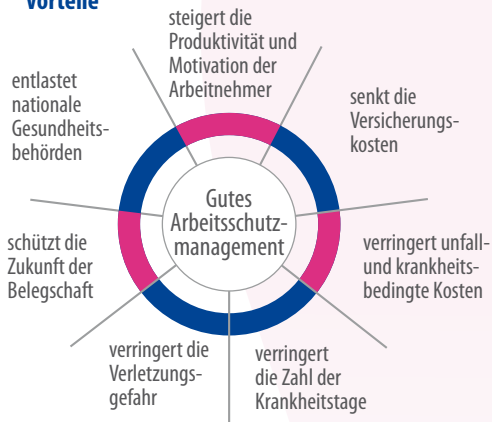 Vorteile
steigert die
Produktivität und
Motivation der
Arbeitnehmer
senkt die
Versicherungs-
kosten
verringert unfall-
und krankheits-
bedingte Kosten
verringert
die Zahl der
Krankheitstage
verringert die
Verletzungs-
gefahr
schützt die
Zukunft der
Belegschaft
entlastet
nationale
Gesundheits-
behörden
Gutes
Arbeitsschutz-
management